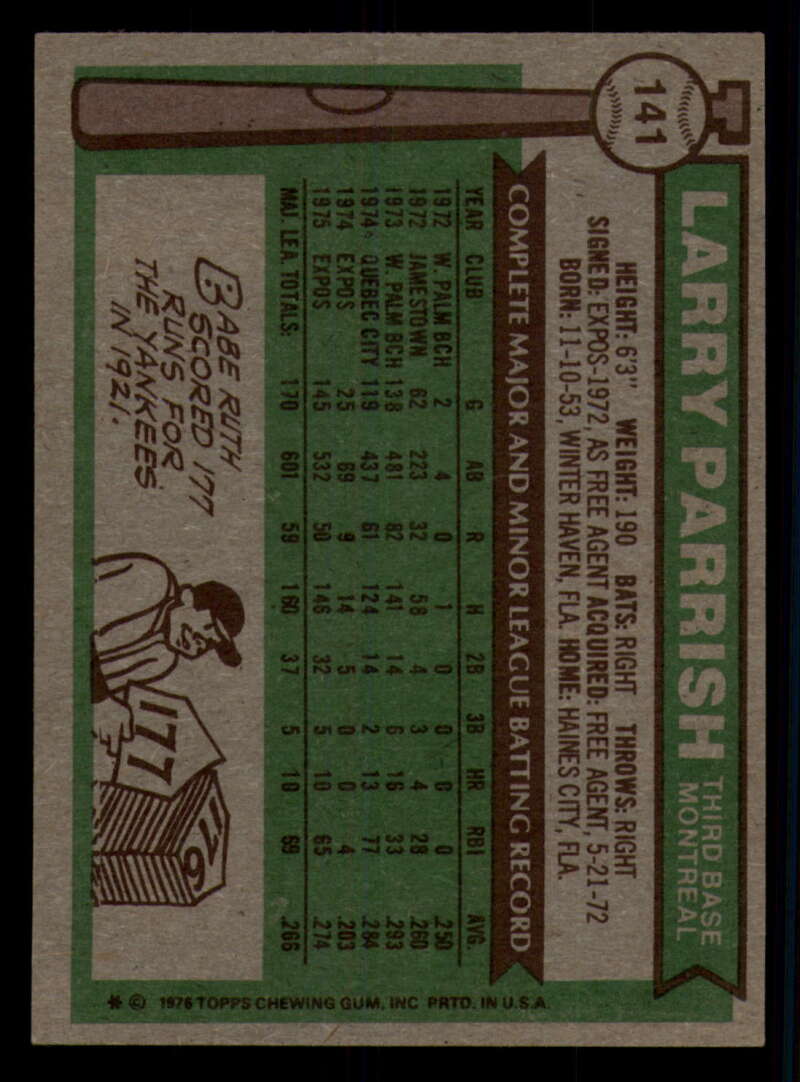 141
LARRY PARRISH
THIRD BASE
MONTREAL
HEIGHT: 6'3" WEIGHT: 190 BATS: RIGHT THROWS: RIGHT
SIGNED: EXPOS-1972, AS FREE AGENT ACQUIRED: FREE AGENT, 5-21-72
BORN: 11-10-53, WINTER HAVEN, FLA. HOME: HAINES CITY, FLA.
COMPLETE MAJOR AND MINOR LEAGUE BATTING RECORD
YEAR CLUB G AB R H 2B 3B HR RBI AVG.
1972 W. PALM BCH 2 4 0 1 0 0 0 0 .250
1972 JAMESTOWN 62 223 32 58 4 3 4 28 .260
1973 W. PALM BCH 138 481 82 141 14 6 16 33 .293
1974 QUEBEC CITY 119 437 61 124 14 2 13 77 .284
1974 EXPOS 25 69 9 14 5 0 0 4 .203
1975 EXPOS 145 532 50 146 32 5 10 65 .274
MAJ. LEA. TOTALS: 170 601 59 160 37 5 10 69 .266
BABE RUTH
SCORED 177
RUNS FOR
THE YANKEES
IN 1921.
177
176
* © 1976 TOPPS CHEWING GUM, INC PRTD. IN U.S.A.